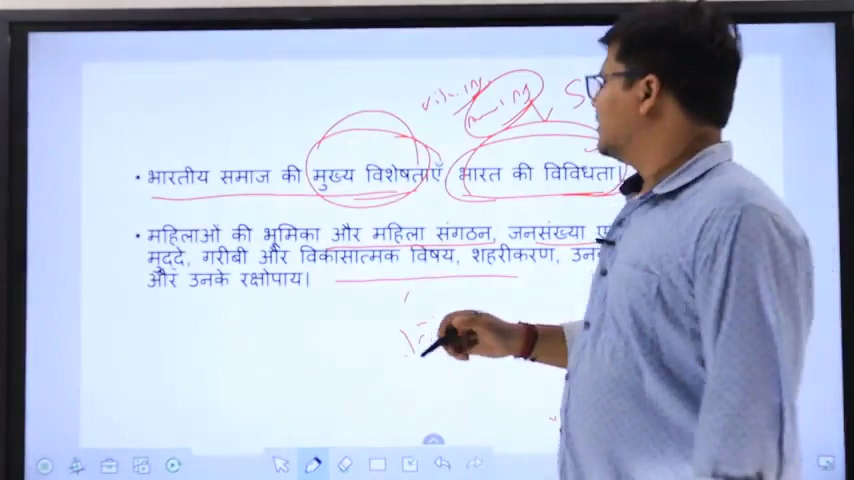 • भारतीय समाज की मुख्य विशेषताएँ भारत की विविधता
• महिलाओं की भूमिका और महिला संगठन, जनसंख्या
मुद्दे, गरीबी और विकासात्मक विषय, शहरीकरण,
और उनके रक्षोपाय।